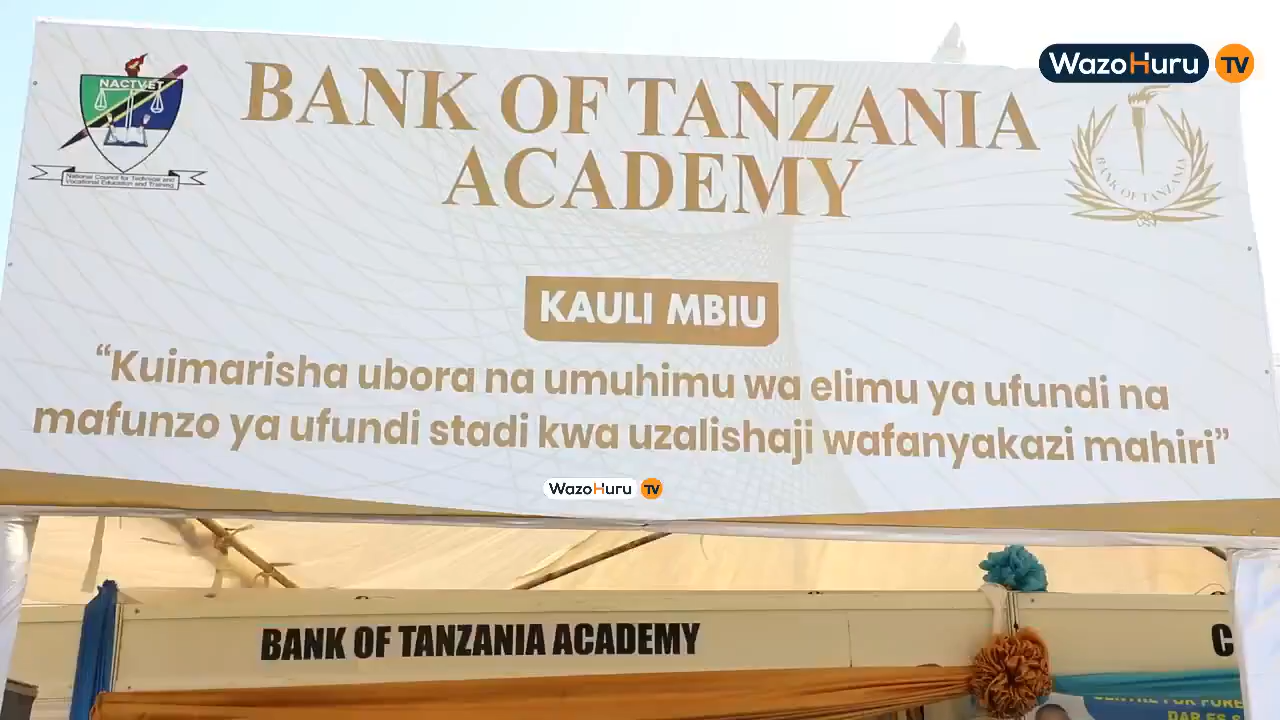 WazoHuru TV
NACTVET
National Council for Technical and
Vocational Education and Training
BANK OF TANZANIA
ACADEMY
BANK OF TANZANIA
KAULI MBIU
“Kuimarisha ubora na umuhimu wa elimu ya ufundi na
mafunzo ya ufundi stadi kwa uzalishaji wafanyakazi mahiri”
WazoHuru TV
BANK OF TANZANIA ACADEMY
C
CENTRE FOR FORE
DAR ES S